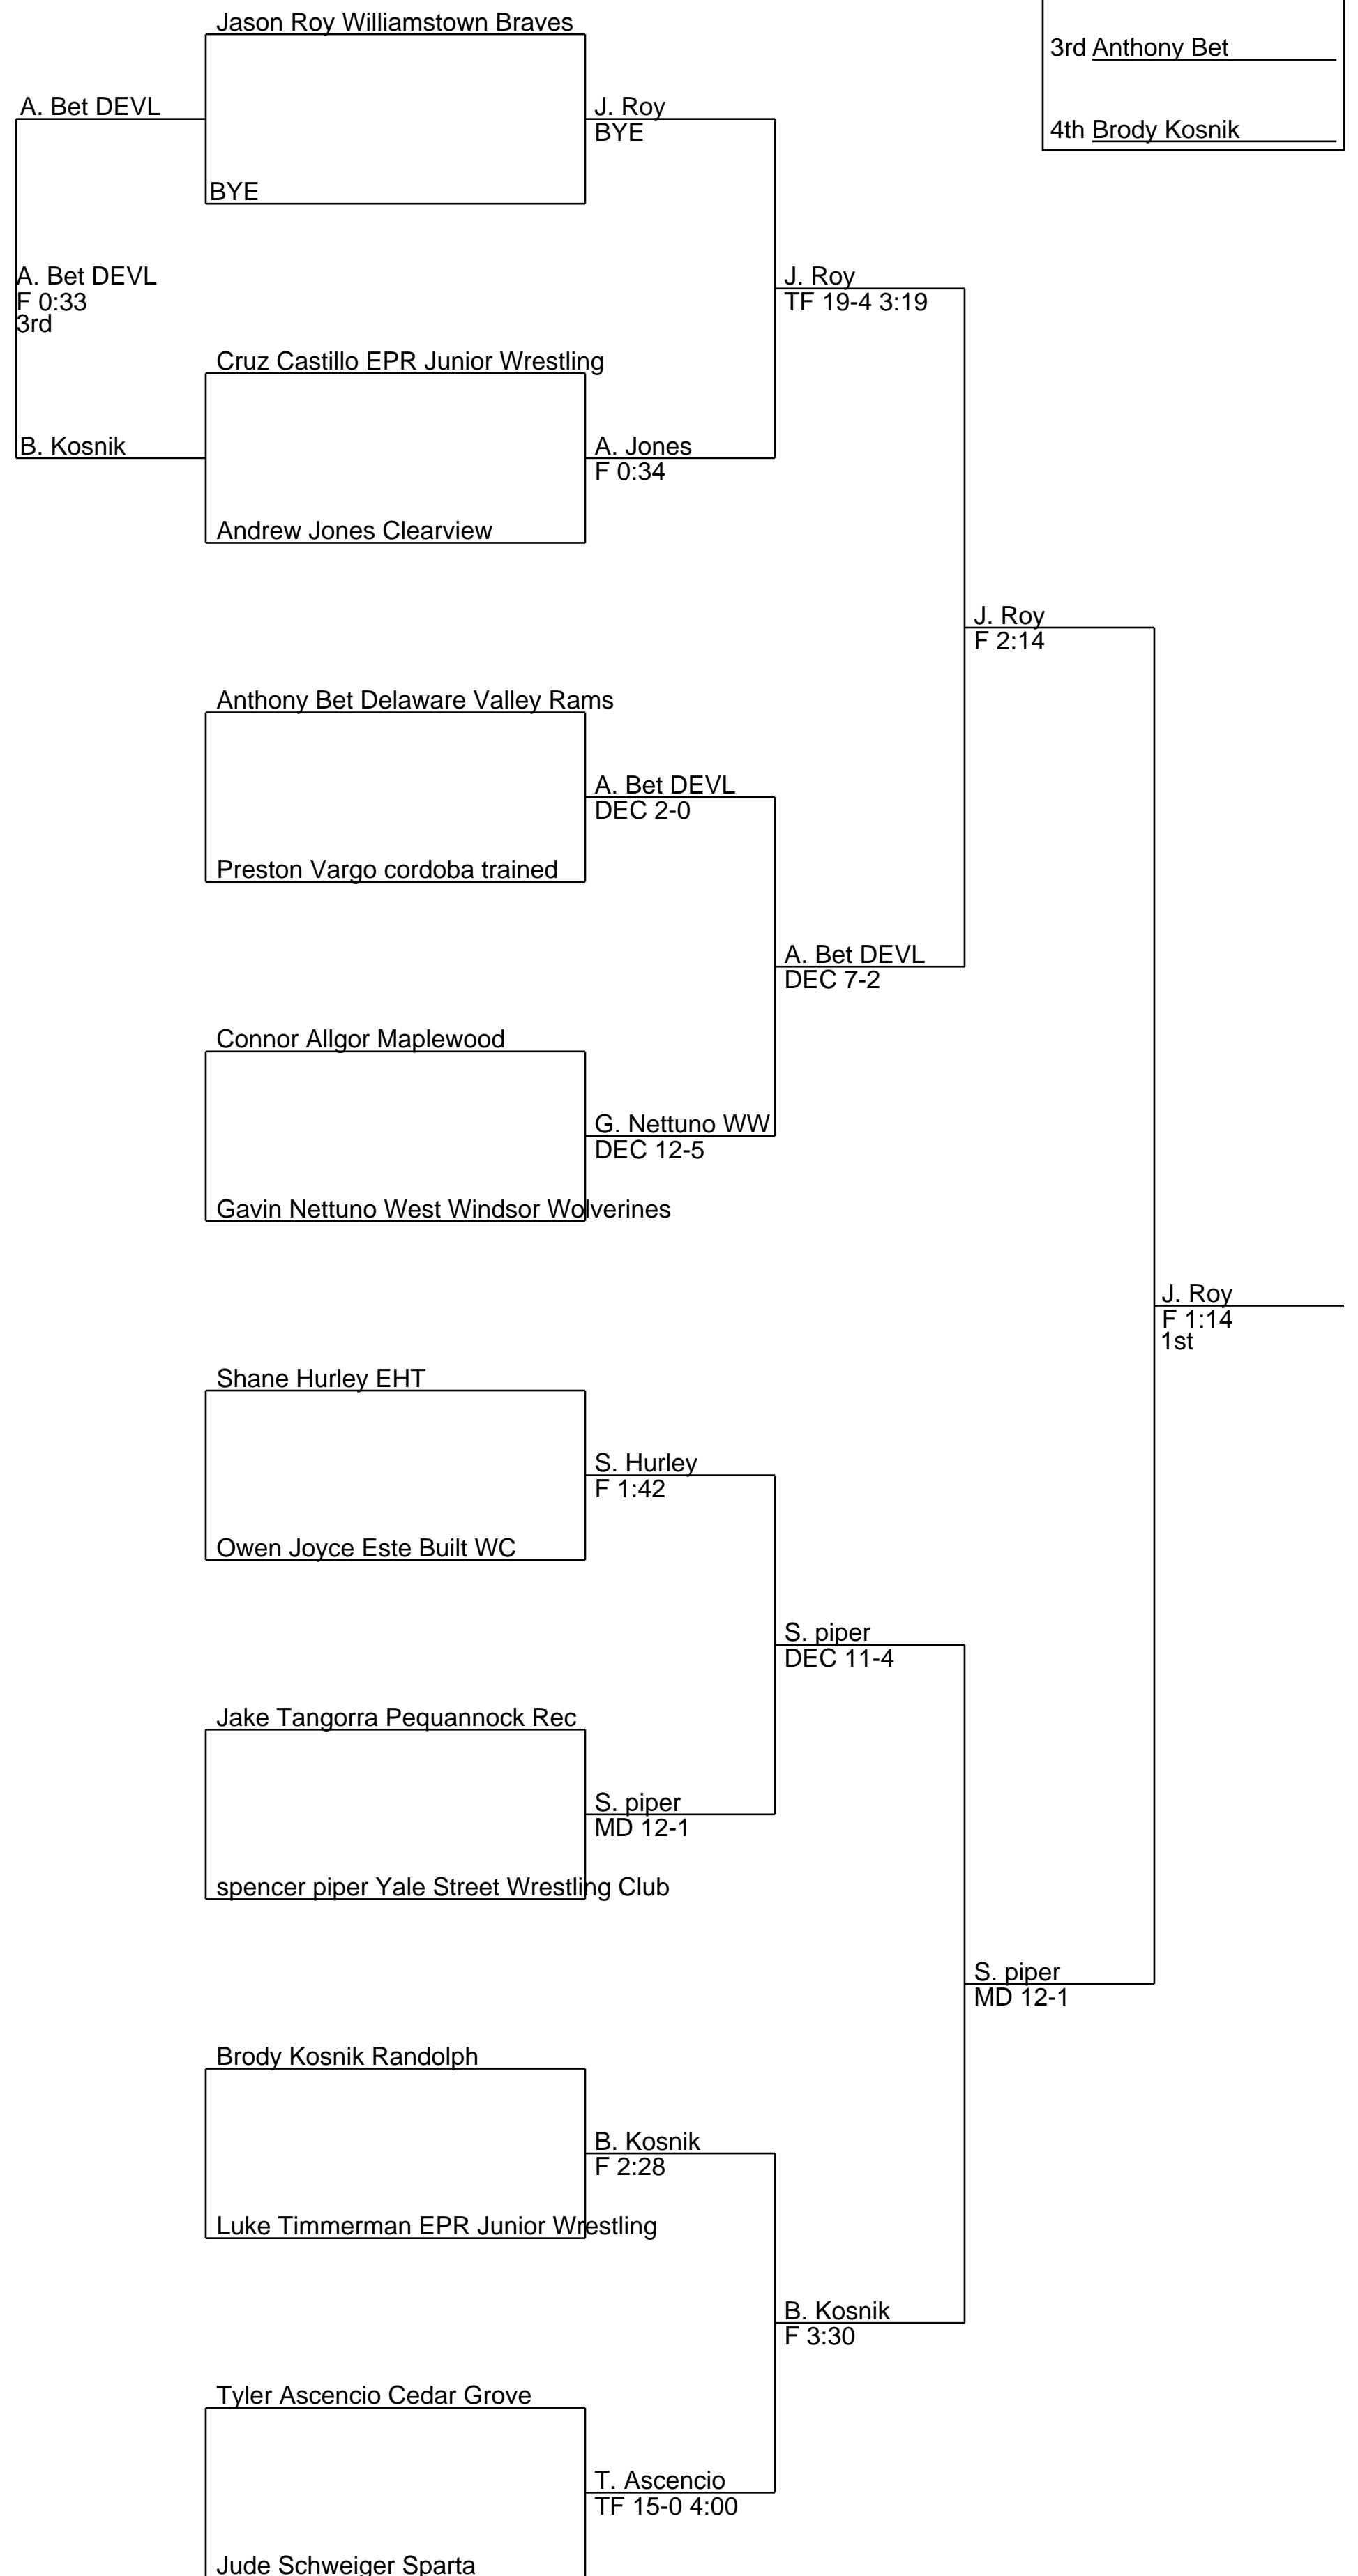 Jason Roy Williamstown Braves
3rd Anthony Bet
A. Bet DEVL
J. Roy
BYE
4th Brody Kosnik
BYE
A. Bet DEVL
F 0:33
3rd
J. Roy
TF 19-4 3:19
Cruz Castillo EPR Junior Wrestling
B. Kosnik
A. Jones
F 0:34
Andrew Jones Clearview
J. Roy
F 2:14
Anthony Bet Delaware Valley Rams
A. Bet DEVL
DEC 2-0
Preston Vargo cordoba trained
A. Bet DEVL
DEC 7-2
Connor Allgor Maplewood
G. Nettuno WW
DEC 12-5
Gavin Nettuno West Windsor Wolverines
J. Roy
F 1:14
1st
Shane Hurley EHT
S. Hurley
F 1:42
Owen Joyce Este Built WC
S. piper
DEC 11-4
Jake Tangorra Pequannock Rec
S. piper
MD 12-1
spencer piper Yale Street Wrestling Club
S. piper
MD 12-1
Brody Kosnik Randolph
B. Kosnik
F 2:28
Luke Timmerman EPR Junior Wrestling
B. Kosnik
F 3:30
Tyler Ascencio Cedar Grove
T. Ascencio
TF 15-0 4:00
Jude Schweiger Sparta